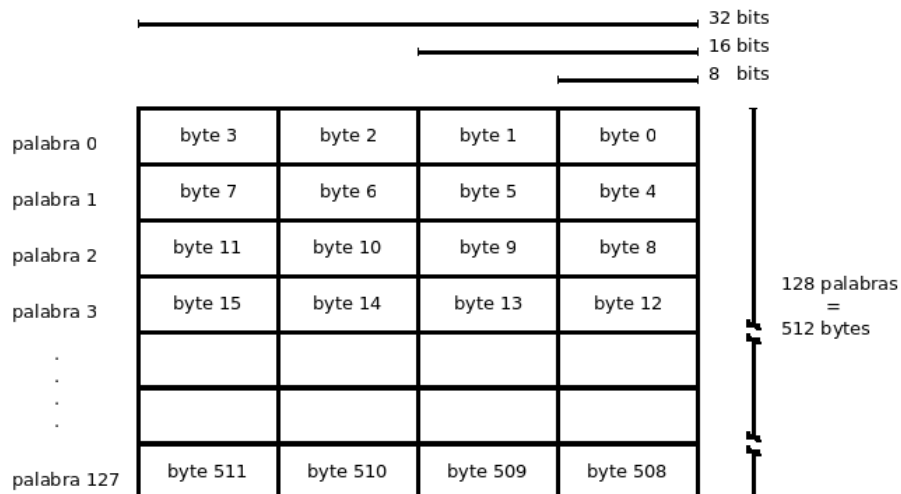 32 bits
16 bits
8 bits
palabra 0 byte 3 byte 2 byte 1 byte 0
palabra 1 byte 7 byte 6 byte 5 byte 4
palabra 2 byte 11 byte 10 byte 9 byte 8
palabra 3 byte 15 byte 14 byte 13 byte 12
128 palabras
=
512 bytes
.
.
.
.
palabra 127 byte 511 byte 510 byte 509 byte 508